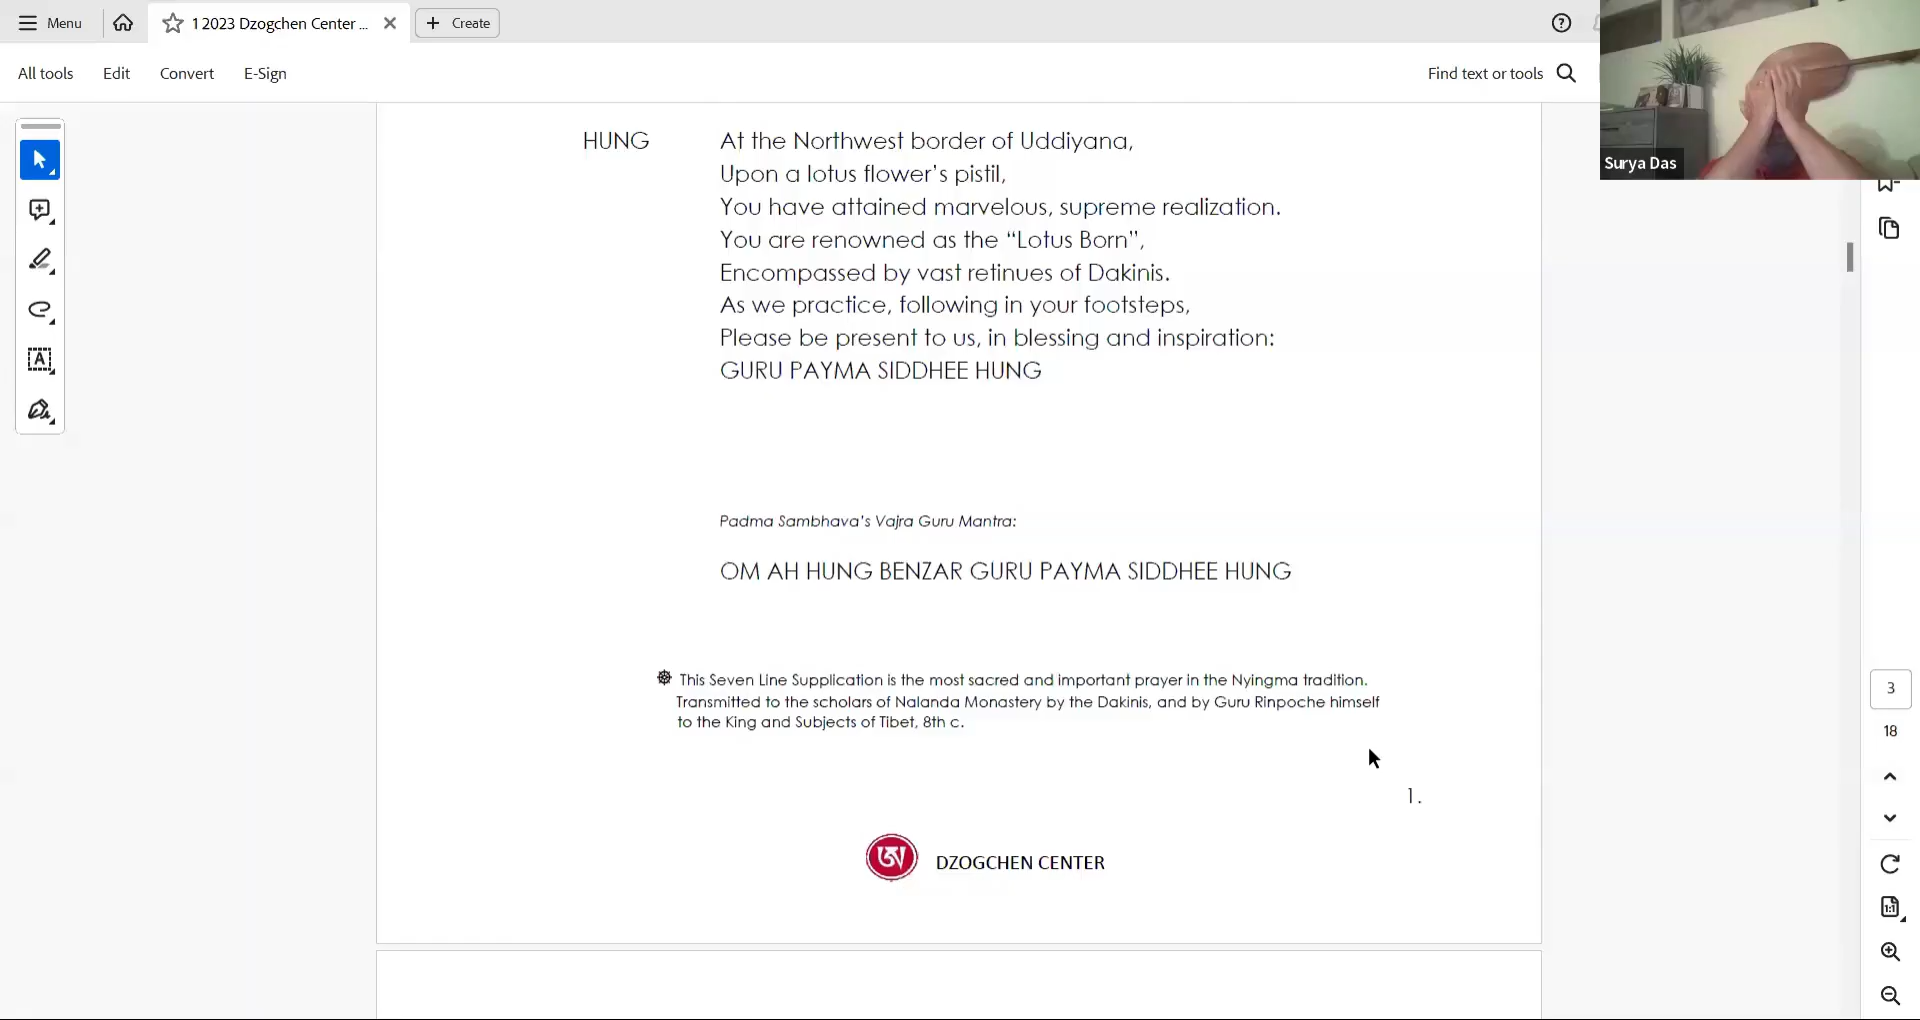 Menu
1 2023 Dzogchen Center ...
Create
All tools
Edit
Convert
E-Sign
Find text or tools
Surya Das
HUNG At the Northwest border of Uddiyana,
Upon a lotus flower's pistil,
You have attained marvelous, supreme realization.
You are renowned as the “Lotus Born”,
Encompassed by vast retinues of Dakinis.
As we practice, following in your footsteps,
Please be present to us, in blessing and inspiration:
GURU PAYMA SIDDHEE HUNG
Padma Sambhava's Vajra Guru Mantra:
OM AH HUNG BENZAR GURU PAYMA SIDDHEE HUNG
This Seven Line Supplication is the most sacred and important prayer in the Nyingma tradition.
Transmitted to the scholars of Nalanda Monastery by the Dakinis, and by Guru Rinpoche himself
to the King and Subjects of Tibet, 8th c.
1.
ༀ DZOGCHEN CENTER
3
18